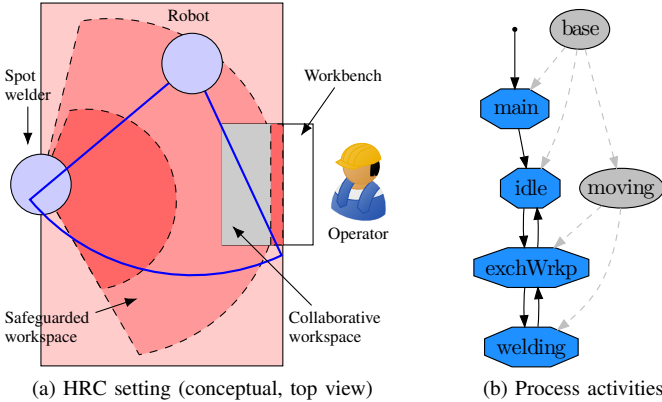 Robot
Spot
welder
Workbench
Operator
Safeguarded
workspace
Collaborative
workspace
(a) HRC setting (conceptual, top view)
base
main
idle
moving
exchWrkp
welding
(b) Process activities